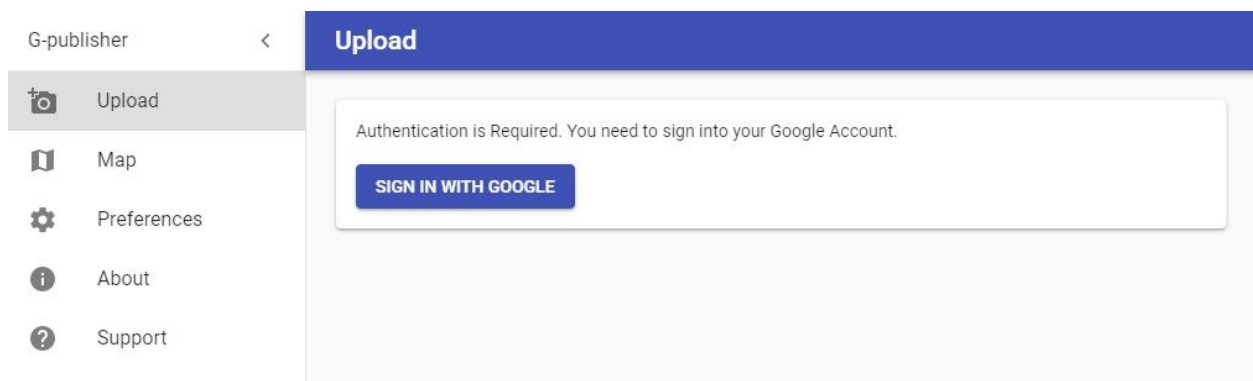 G-publisher
Upload
Map
Preferences
About
Support
Upload
Authentication is Required. You need to sign into your Google Account.
SIGN IN WITH GOOGLE